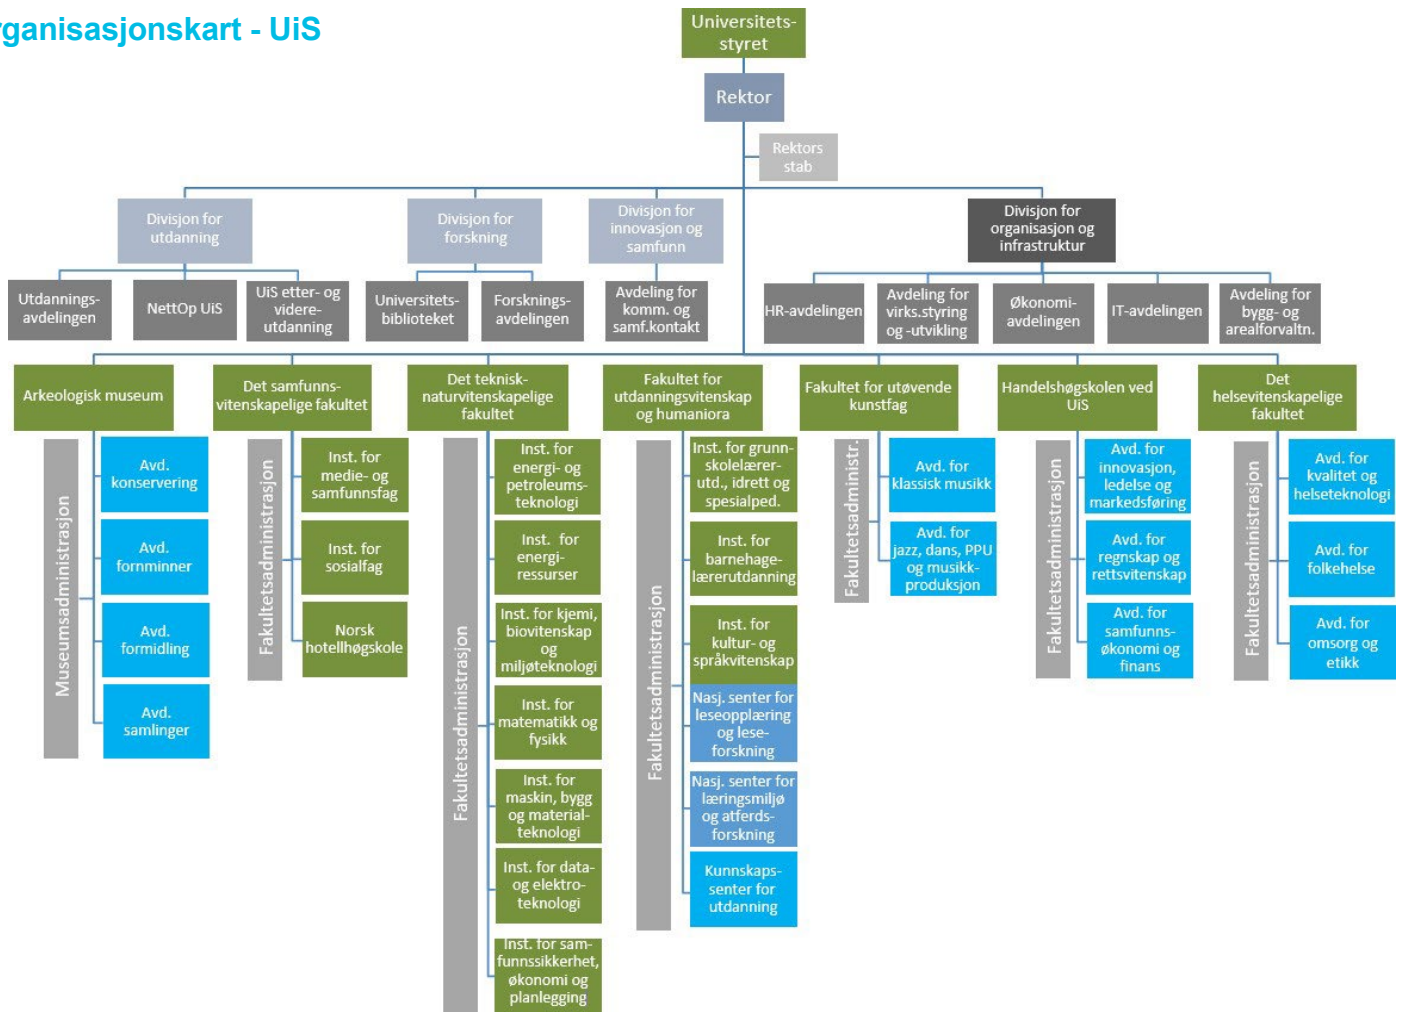 rganisasjonskart - UiS
Universitets-
styret
Rektor
Rektors
stab
Divisjon for
utdanning
Divisjon for
forskning
Divisjon for
innovasjon og
samfunn
Divisjon for
organisasjon og
infrastruktur
Utdannings-
avdelingen
NettOp UiS
UiS etter- og
videre-
utdanning
Universitets-
biblioteket
Forsknings-
avdelingen
Avdeling for
komm. og
samf.kontakt
HR-avdelingen
Avdeling for
virks.styring
og -utvikling
Økonomi-
avdelingen
IT-avdelingen
Avdeling for
bygg- og
arealforvaltn.
Arkeologisk museum
Det samfunns-
vitenskapelige fakultet
Det teknisk-
naturvitenskapelige
fakultet
Fakultet for
utdanningsvitenskap
og humaniora
Fakultet for utøvende
kunstfag
Handelshøgskolen ved
UiS
Det
helsevitenskapelige
fakultet
Museumsadministrasjon
Avd.
konservering
Avd.
fornminner
Avd.
formidling
Avd.
samlinger
Fakultetsadministrasjon
Inst. for
medie- og
samfunnsfag
Inst. for
sosialfag
Norsk
hotellhøgskole
Fakultetsadministrasjon
Inst. for
energi- og
petroleums-
teknologi
Inst. for
energi-
ressurser
Inst. for kjemi,
biovitenskap
og
miljøteknologi
Inst. for
matematikk og
fysikk
Inst. for
maskin, bygg
og material-
teknologi
Inst. for data-
og elektro-
teknologi
Inst. for sam-
funnssikkerhet,
økonomi og
planlegging
Fakultetsadministrasjon
Inst. for grunn-
skolelærer-
utd., idrett og
spesialped.
Inst. for
barnehage-
lærerutdanning
Inst. for
kultur- og
språkvitenskap
Nasj. senter for
leseopplæring
og lese-
forskning
Nasj. senter for
læringsmiljø
og atferds-
forskning
Kunnskaps-
senter for
utdanning
Fakultetsadministr.
Avd. for
klassisk musikk
Avd. for
jazz, dans, PPU
og musikk-
produksjon
Fakultetsadministrasjon
Avd. for
innovasjon,
ledelse og
markedsføring
Avd. for
regnskap og
rettsvitenskap
Avd. for
samfunns-
økonomi og
finans
Fakultetsadministrasjon
Avd. for
kvalitet og
helseteknologi
Avd. for
folkehelse
Avd. for
omsorg og
etikk